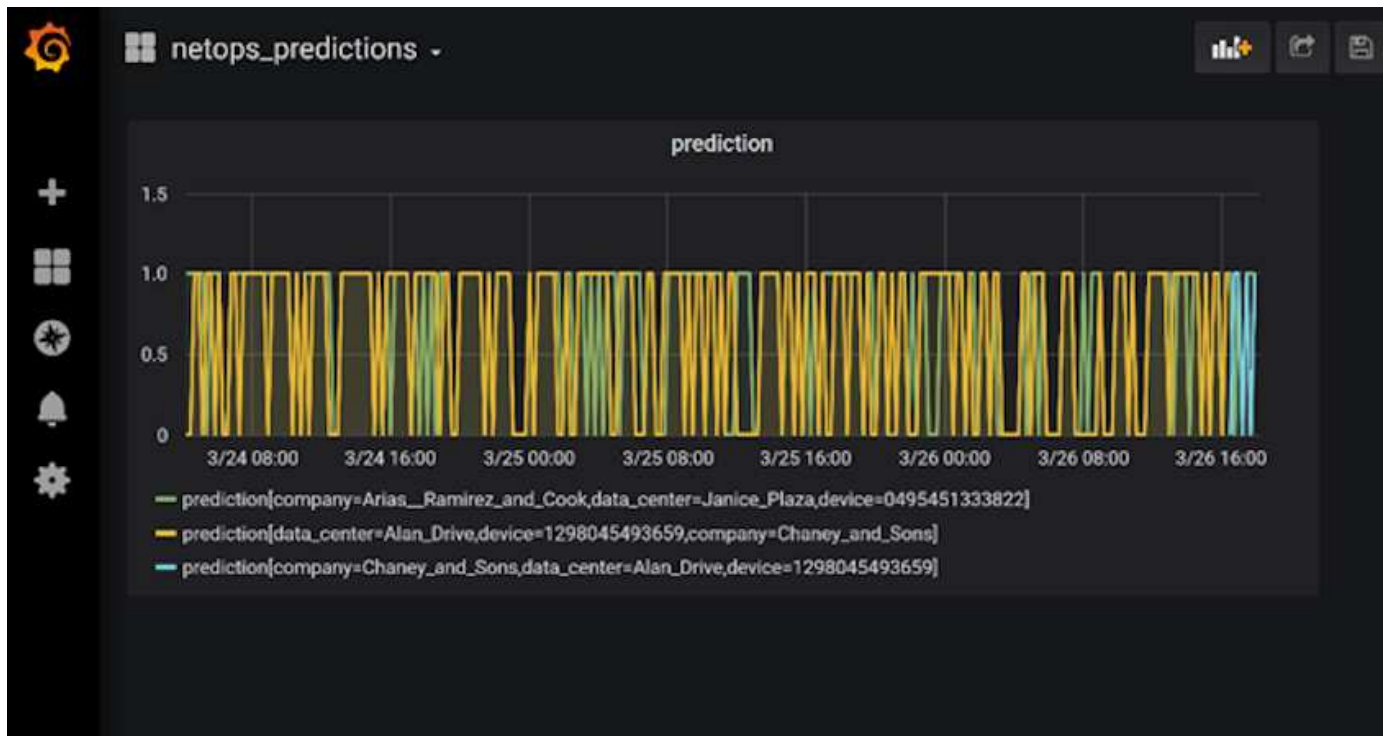 netops_predictions
prediction
1.5
1.0
0.5
0
3/24 08:00 3/24 16:00 3/25 00:00 3/25 08:00 3/25 16:00 3/26 00:00 3/26 08:00 3/26 16:00
prediction[company=Arias__Ramirez_and_Cook,data_center=Janice_Plaza,device=0495451333822]
prediction[data_center=Alan_Drive,device=1298045493659,company=Chaney_and_Sons]
prediction[company=Chaney_and_Sons,data_center=Alan_Drive,device=1298045493659]